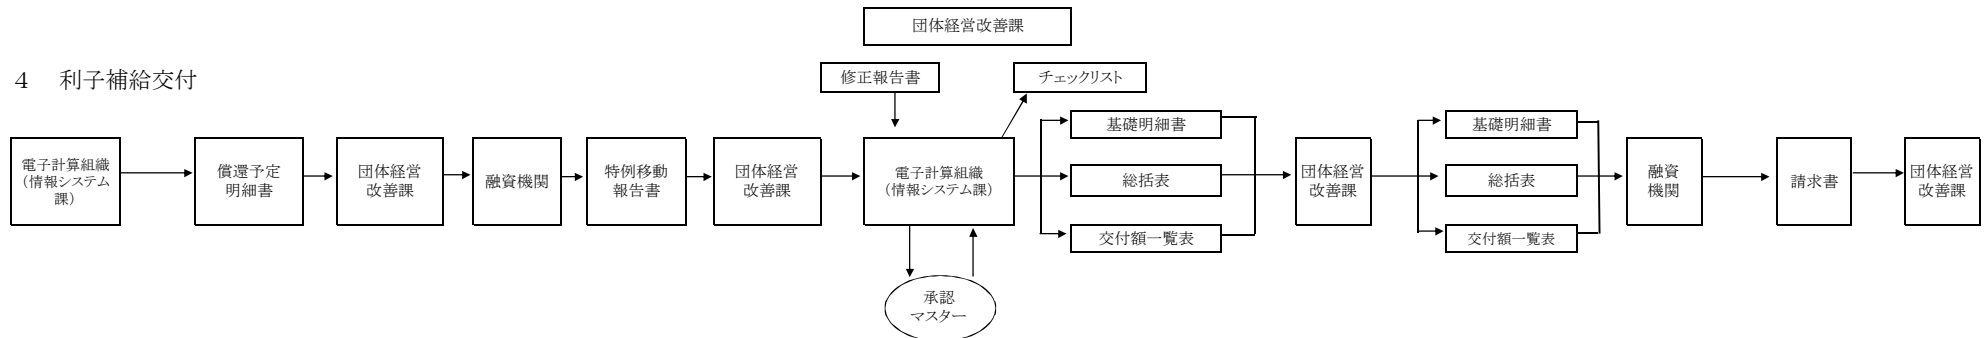 団体経営改善課
4 利子補給交付
修正報告書
チェックリスト
電子計算組織
(情報システム
課)
償還予定
明細書
団体経営
改善課
融資機関
特例移動
報告書
団体経営
改善課
電子計算組織
(情報システム課)
承認
マスター
基礎明細書
総括表
交付額一覧表
団体経営
改善課
基礎明細書
総括表
交付額一覧表
融資
機関
請求書
団体経営
改善課